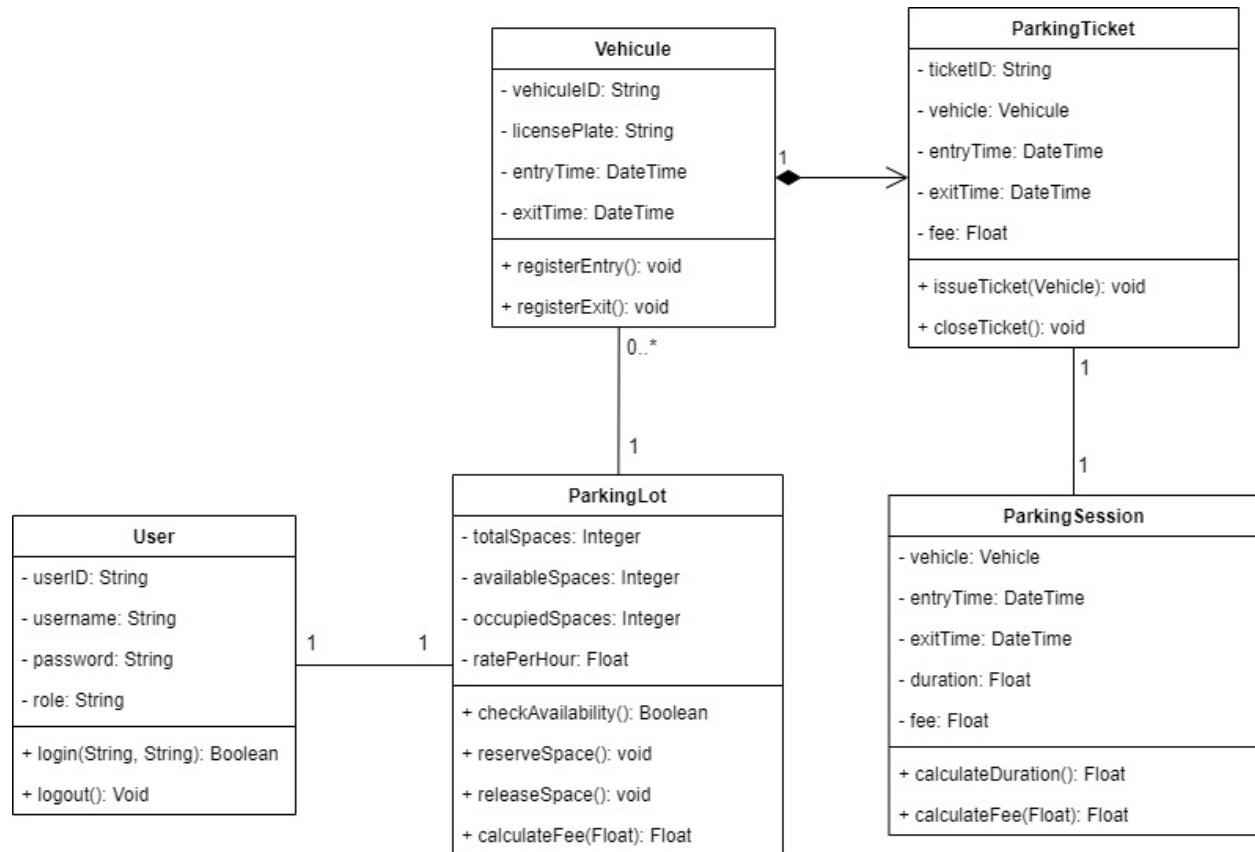 Vehicule
- vehiculeID: String
- licensePlate: String
- entryTime: DateTime
- exitTime: DateTime
+ registerEntry(): void
+ registerExit(): void
1
0..*
ParkingTicket
- ticketID: String
- vehicle: Vehicule
- entryTime: DateTime
- exitTime: DateTime
- fee: Float
+ issueTicket(Vehicle): void
+ closeTicket(): void
1
1
1
User
- userID: String
- username: String
- password: String
- role: String
+ login(String, String): Boolean
+ logout(): Void
1
1
ParkingLot
- totalSpaces: Integer
- availableSpaces: Integer
- occupiedSpaces: Integer
- ratePerHour: Float
+ checkAvailability(): Boolean
+ reserveSpace(): void
+ releaseSpace(): void
+ calculateFee(Float): Float
ParkingSession
- vehicle: Vehicle
- entryTime: DateTime
- exitTime: DateTime
- duration: Float
- fee: Float
+ calculateDuration(): Float
+ calculateFee(Float): Float